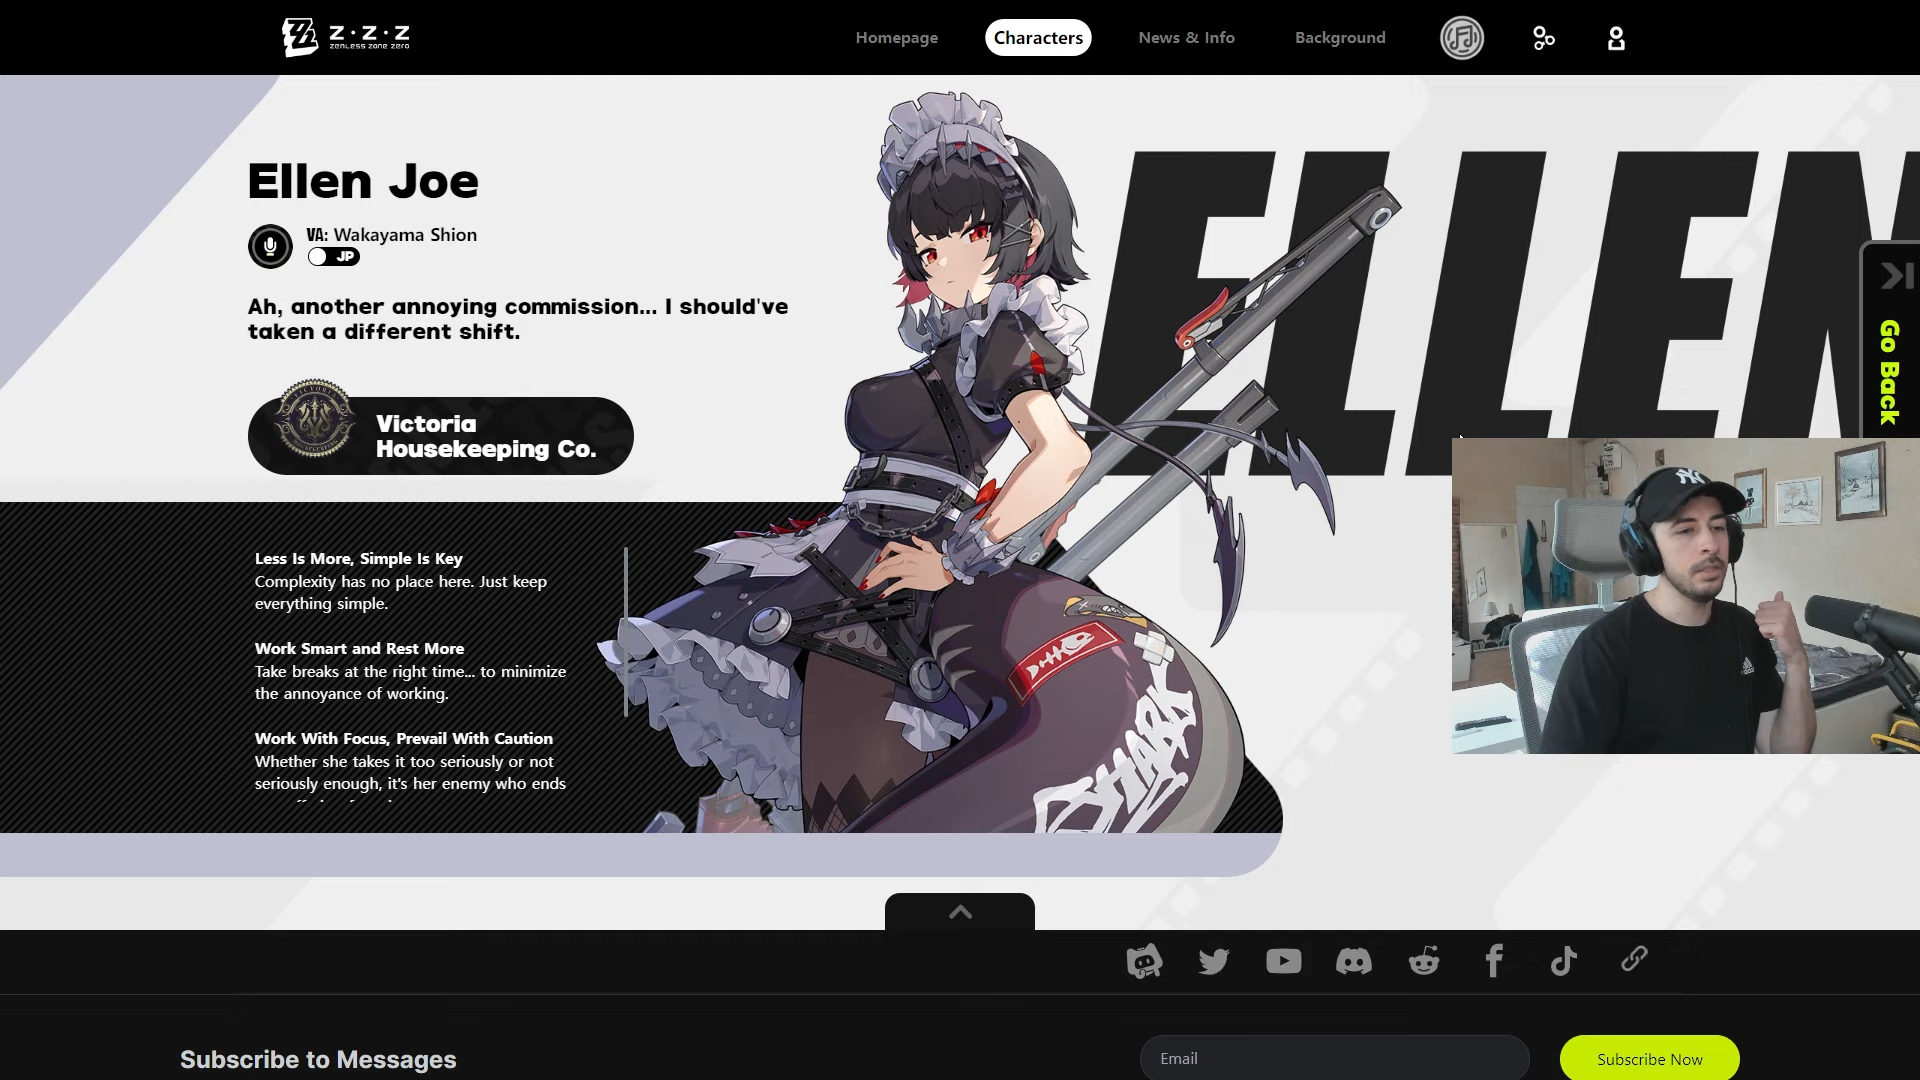 Z·Z·Z
ZENLESS ZONE ZERO
Homepage
Characters
News & Info
Background
ELLEN
Ellen Joe
VA: Wakayama Shion
JP
Ah, another annoying commission... I should've
taken a different shift.
Victoria
Housekeeping Co.
Less Is More, Simple Is Key
Complexity has no place here. Just keep
everything simple.
Work Smart and Rest More
Take breaks at the right time... to minimize
the annoyance of working.
Work With Focus, Prevail With Caution
Whether she takes it too seriously or not
seriously enough, it's her enemy who ends
SHARK
Go Back
NY
adidas
Subscribe to Messages
Email
Subscribe Now